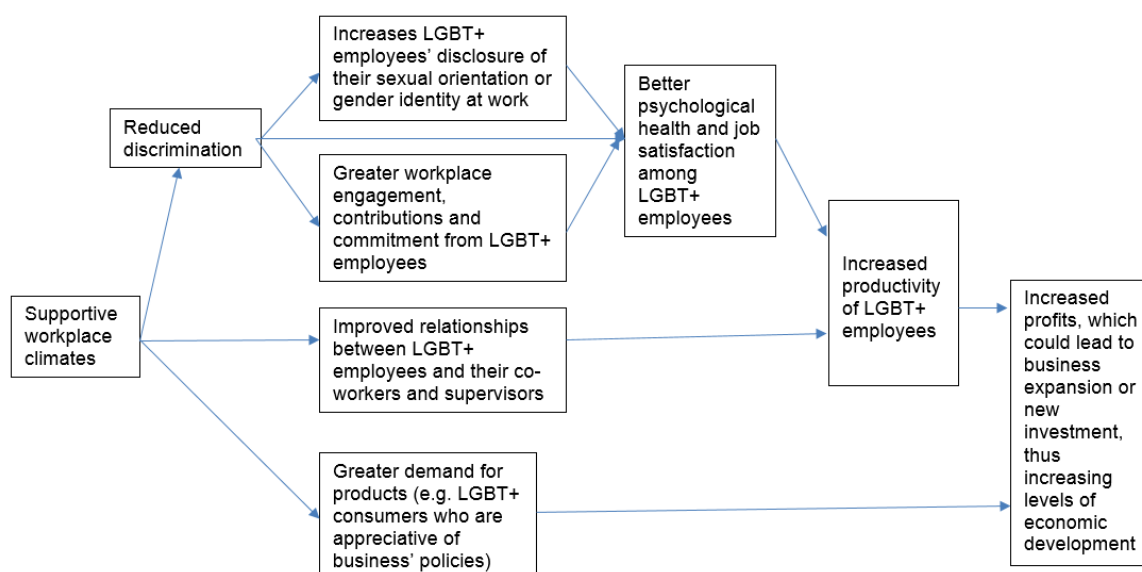 Increases LGBT+
employees’ disclosure of
their sexual orientation or
gender identity at work
Better
psychological
health and job
satisfaction
among
LGBT+
employees
Reduced
discrimination
Greater workplace
engagement,
contributions and
commitment from LGBT+
employees
Increased
productivity
of LGBT+
employees
Supportive
workplace
climates
Improved relationships
between LGBT+
employees and their co-
workers and supervisors
Increased
profits, which
could lead to
business
expansion or
new
investment,
thus
increasing
levels of
economic
development
Greater demand for
products (e.g. LGBT+
consumers who are
appreciative of
business’ policies)